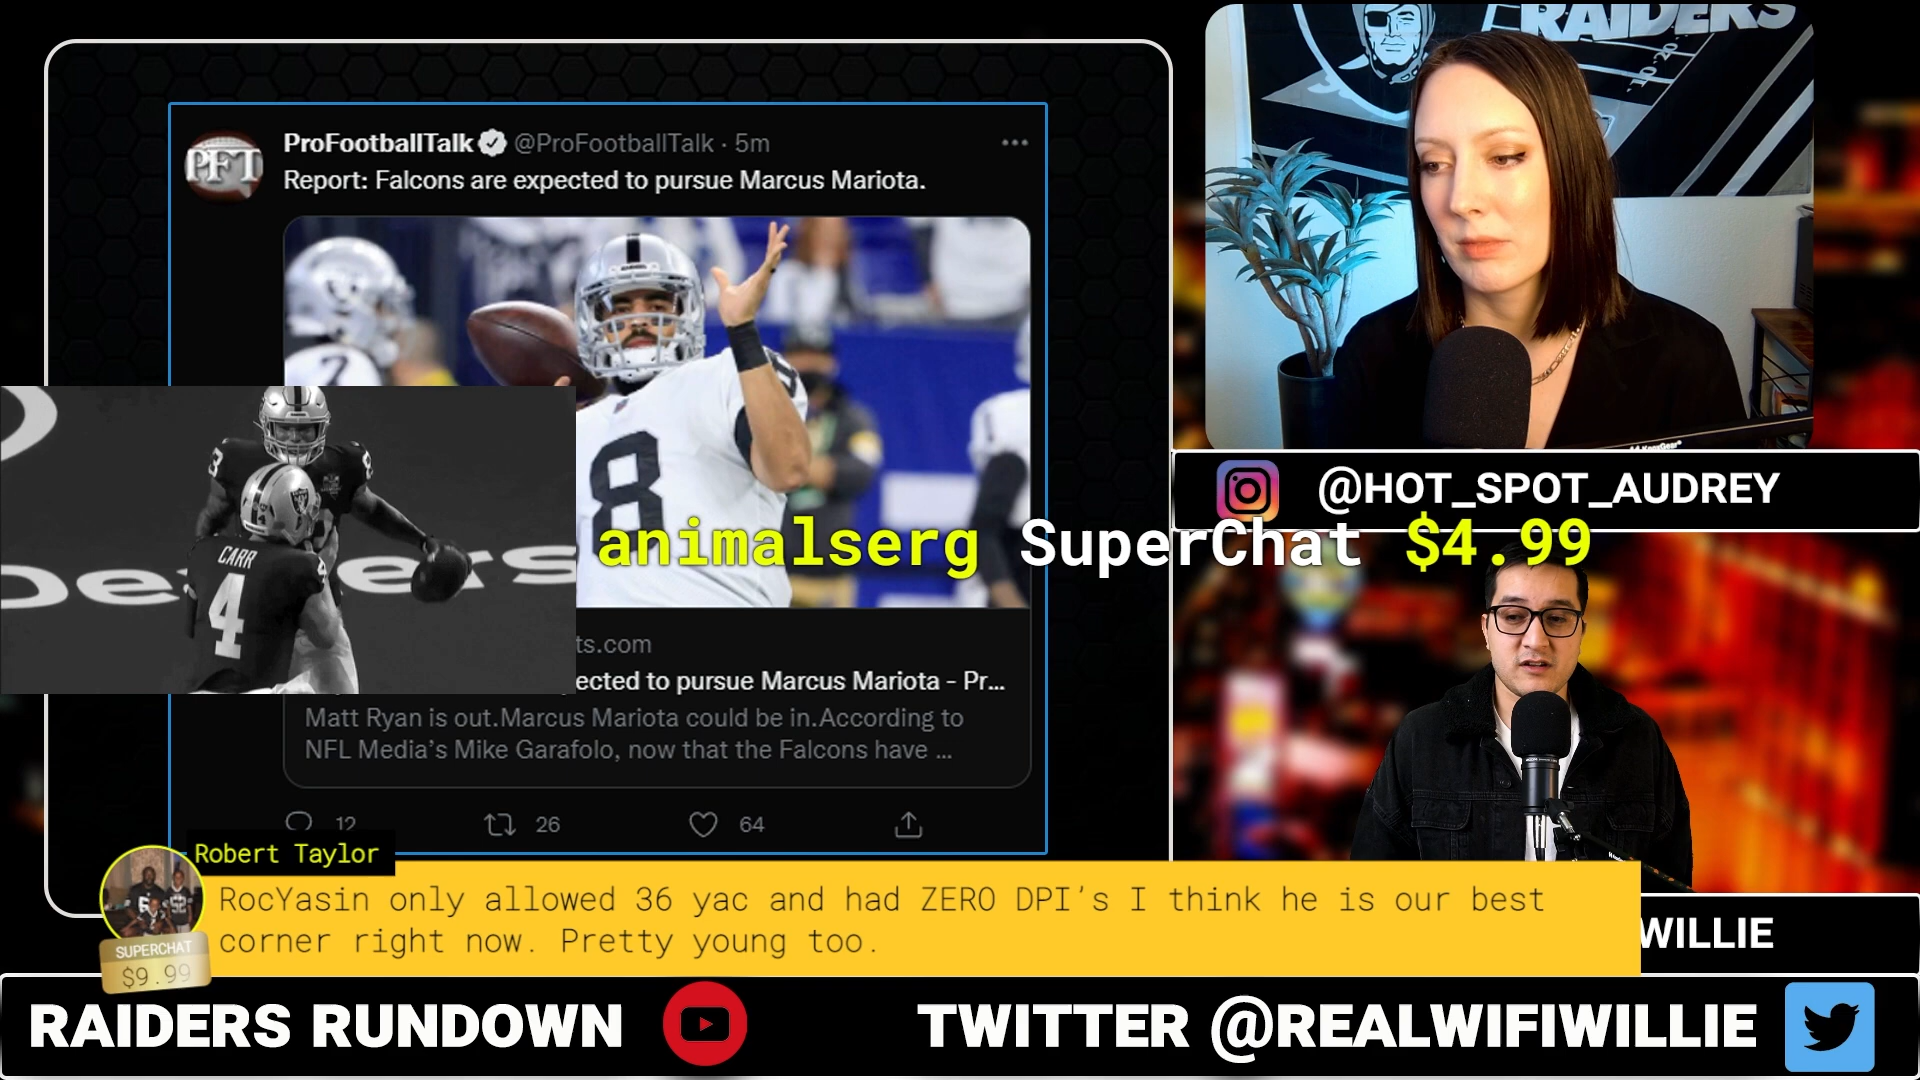 ProFootballTalk @ProFootballTalk · 5m
Report: Falcons are expected to pursue Marcus Mariota.
PFT
8
CARR
4
ts.com
ected to pursue Marcus Mariota - Pr...
Matt Ryan is out.Marcus Mariota could be in.According to
NFL Media's Mike Garafolo, now that the Falcons have ...
12
26
64
RAIDERS
@HOT_SPOT_AUDREY
animalserg SuperChat $4.99
Robert Taylor
RocYasin only allowed 36 yac and had ZERO DPI's I think he is our best
corner right now. Pretty young too.
SUPERCHAT
$9.99
WILLIE
RAIDERS RUNDOWN
TWITTER @REALWIFIWILLIE